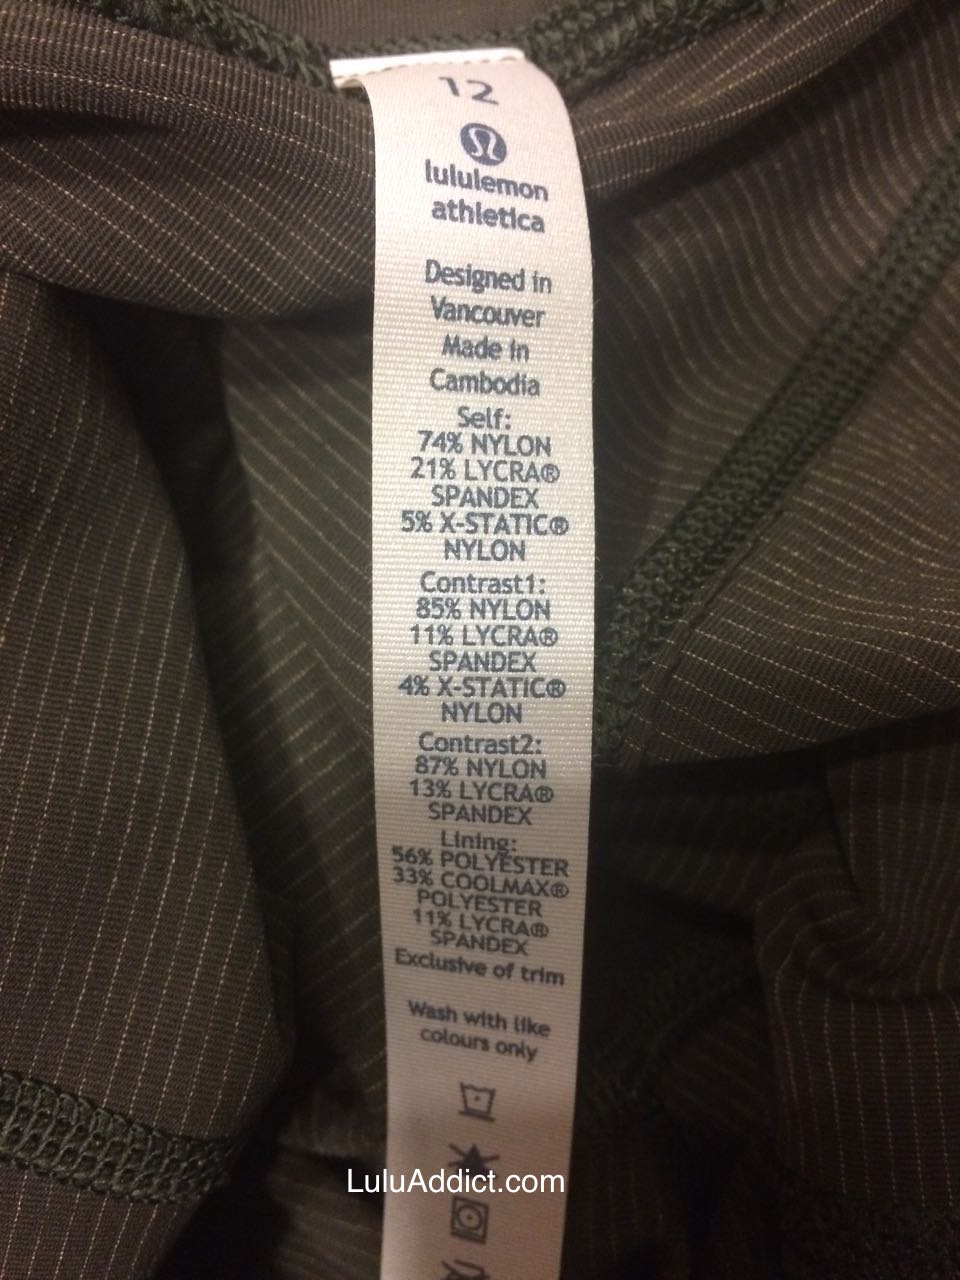 12
lululemon
athletica
Designed in
Vancouver
Made in
Cambodia
Self:
74% NYLON
21% LYCRA®
SPANDEX
5% X-STATIC®
NYLON
Contrast1:
85% NYLON
11% LYCRA®
SPANDEX
4% X-STATIC®
NYLON
Contrast2:
87% NYLON
13% LYCRA®
SPANDEX
Lining:
56% POLYESTER
33% COOLMAX®
POLYESTER
11% LYCRA®
SPANDEX
Exclusive of trim
Wash with like
colours only
LuluAddict.com